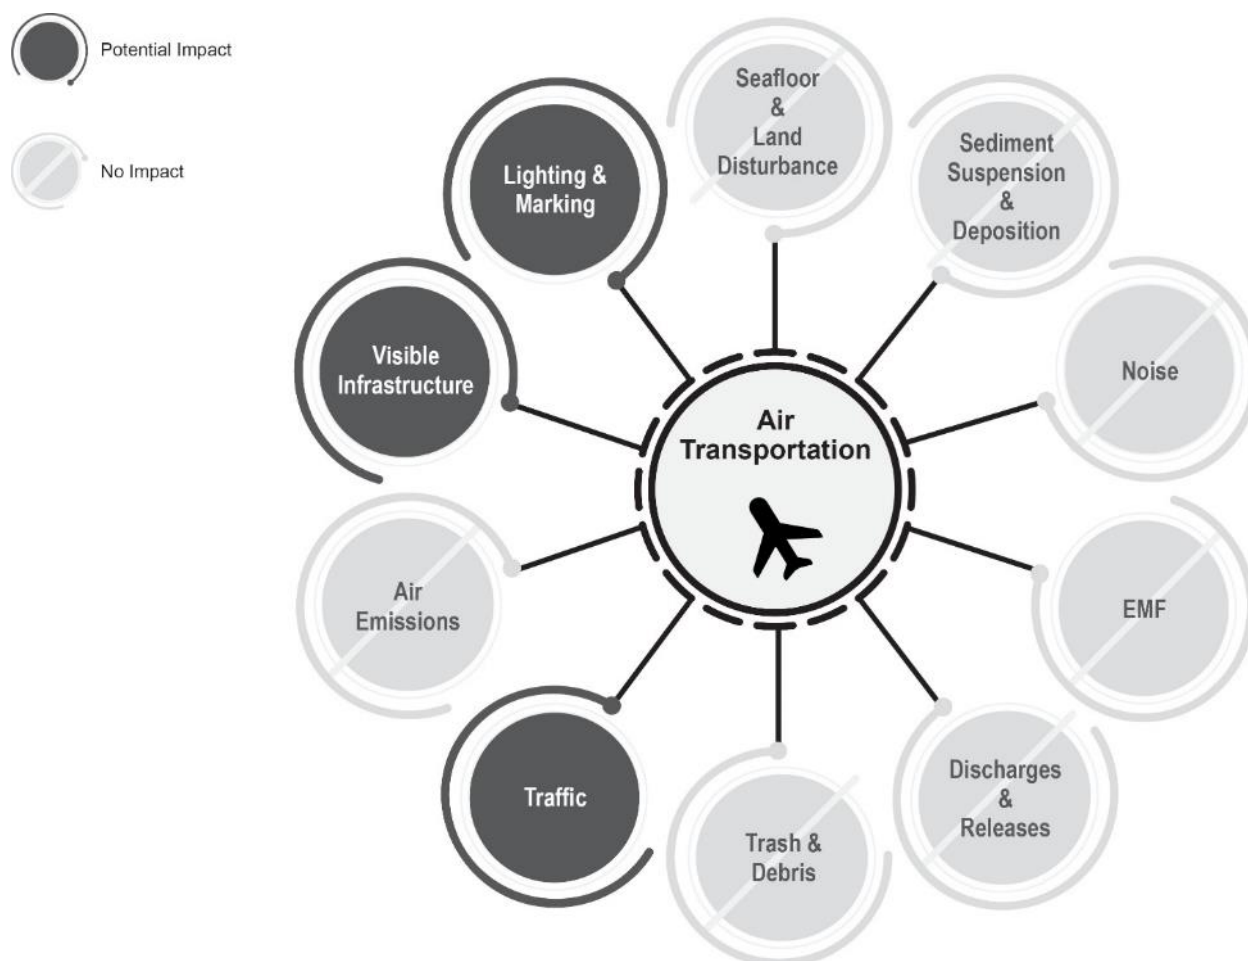 Potential Impact
No Impact
Seafloor
&
Land
Disturbance
Sediment
Suspension
&
Deposition
Noise
EMF
Discharges
&
Releases
Trash &
Debris
Traffic
Air
Emissions
Visible
Infrastructure
Lighting &
Marking
Air
Transportation